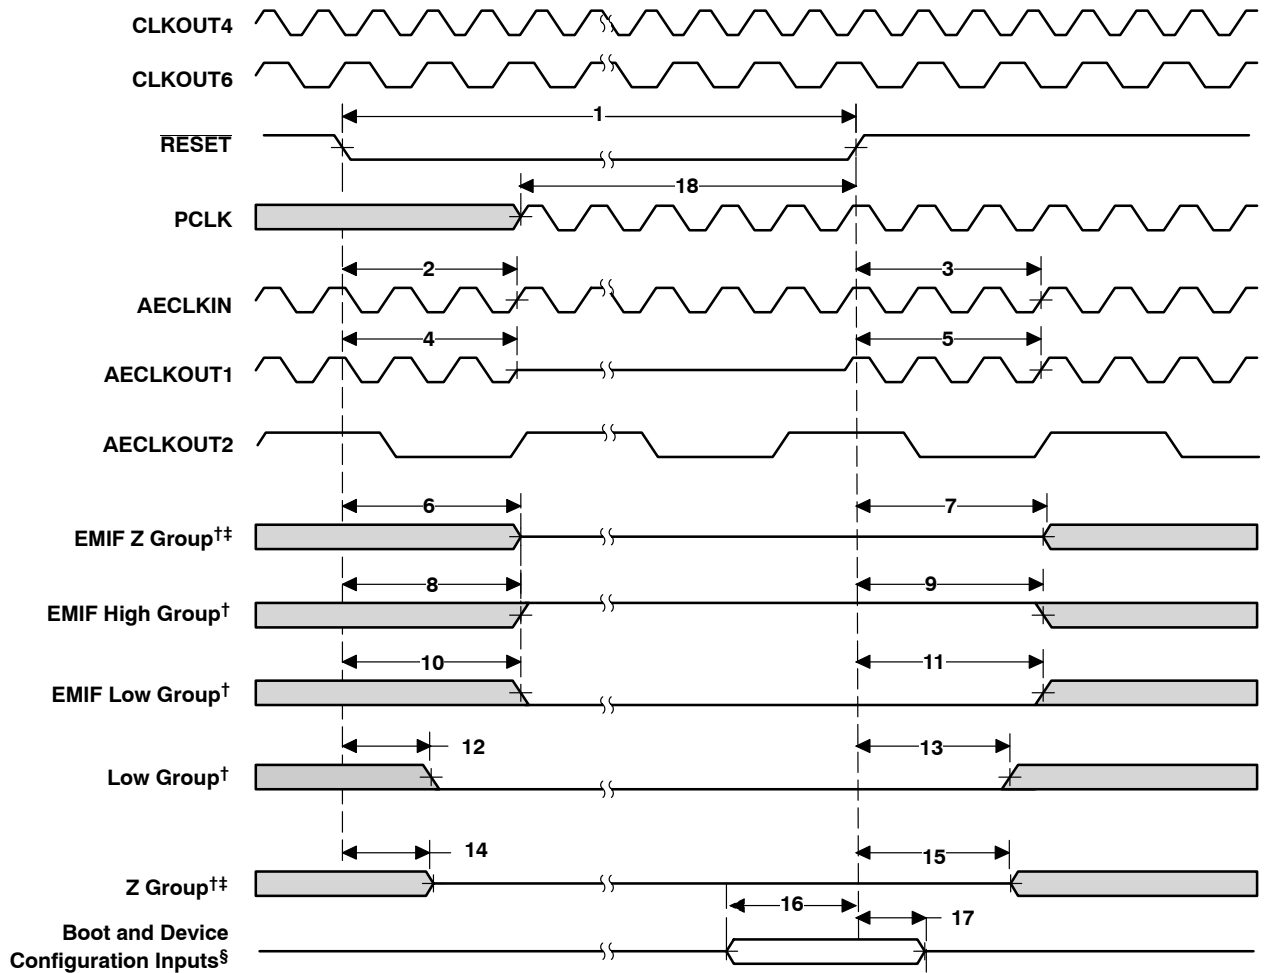 CLKOUT4
CLKOUT6
1
RESET
18
PCLK
2
3
AECLKIN
4
5
AECLKOUT1
AECLKOUT2
6
7
EMIF Z Group†‡
8
9
EMIF High Group†
10
11
EMIF Low Group†
12
13
Low Group†
14
15
Z Group†‡
16
17
Boot and Device
Configuration Inputs§